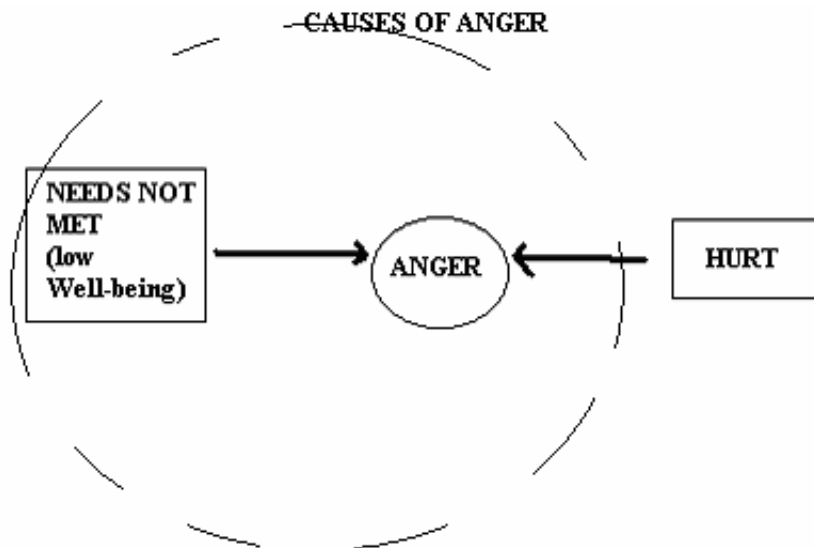 CAUSES OF ANGER
NEEDS NOT
MET
(low
Well-being)
ANGER
HURT